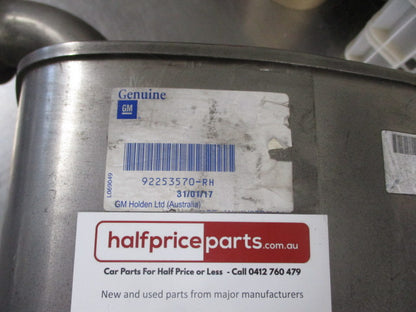 Genuine
GM
L069049
92253570-RH
31/01/17
GM Holden Ltd (Australia)
halfpriceparts.com.au
Car Parts For Half Price or Less - Call 0412 760 479
New and used parts from major manufacturers